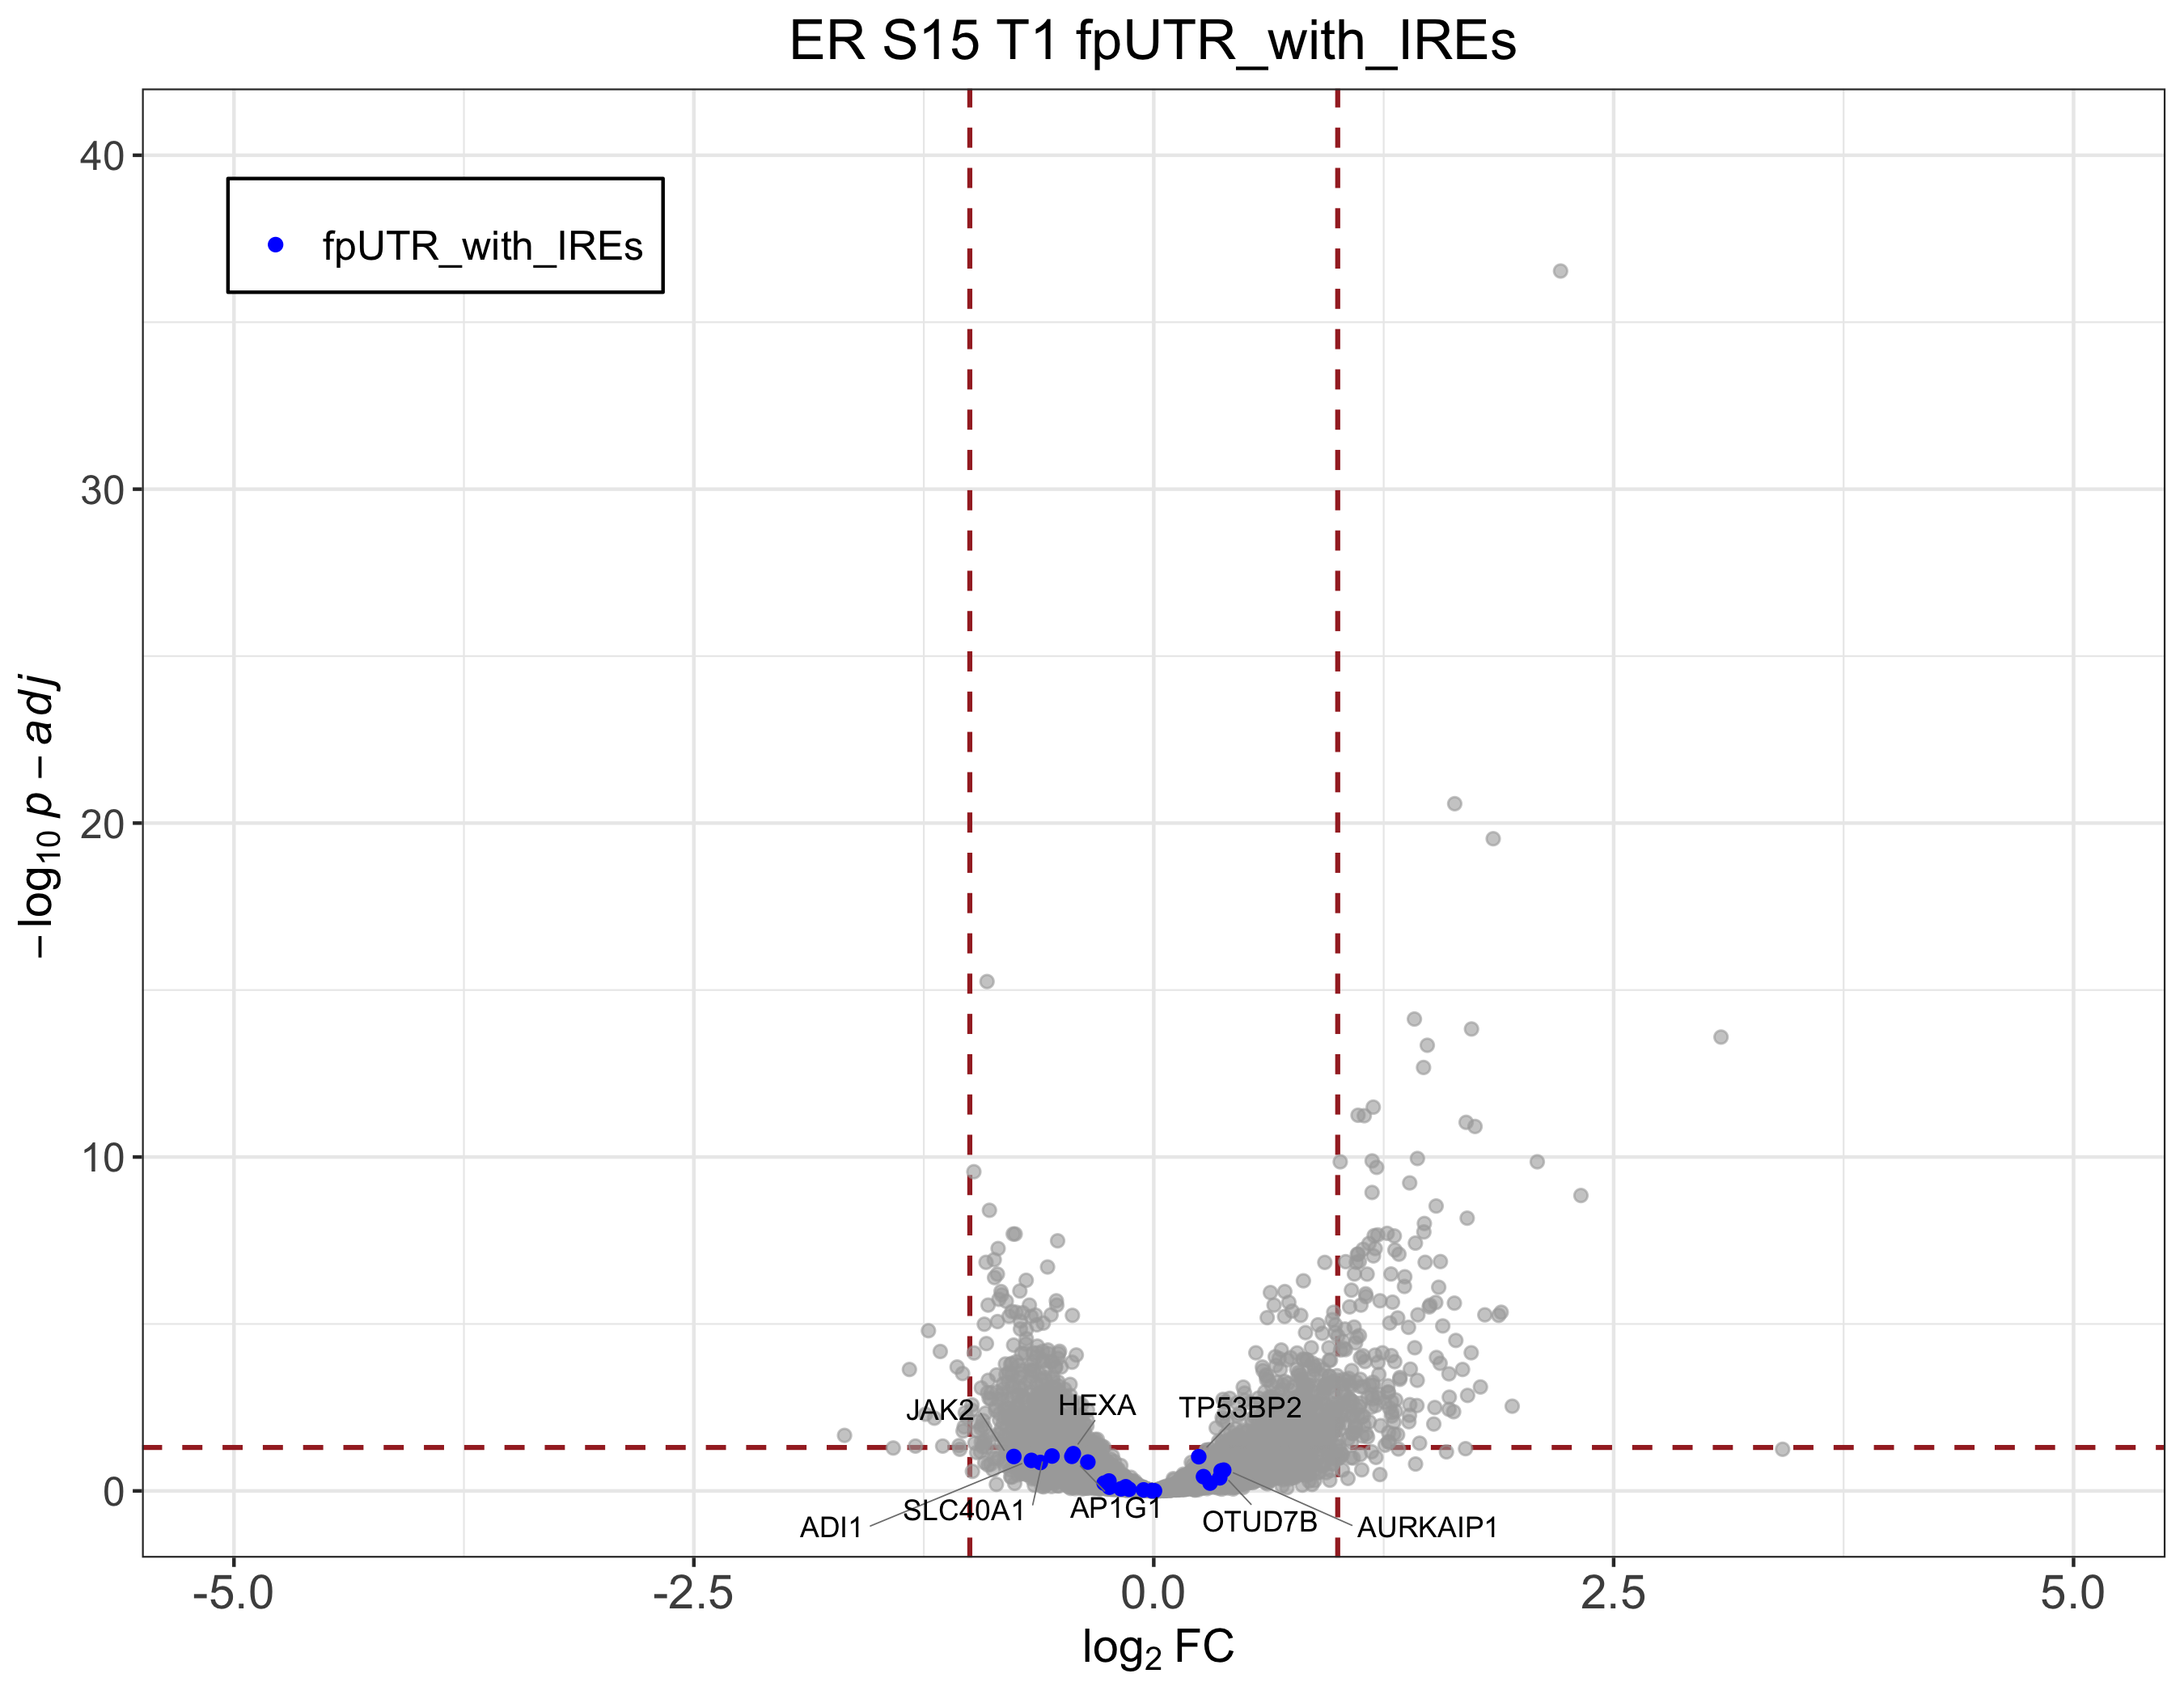 ER S15 T1 fpUTR_with_IREs
40
fpUTR_with_IREs
30
20
10
0
−log10 p − adj
JAK2
HEXA
TP53BP2
SLC40A1
AP1G1
OTUD7B
ADI1
AURKAIP1
-5.0
-2.5
0.0
2.5
5.0
log2 FC